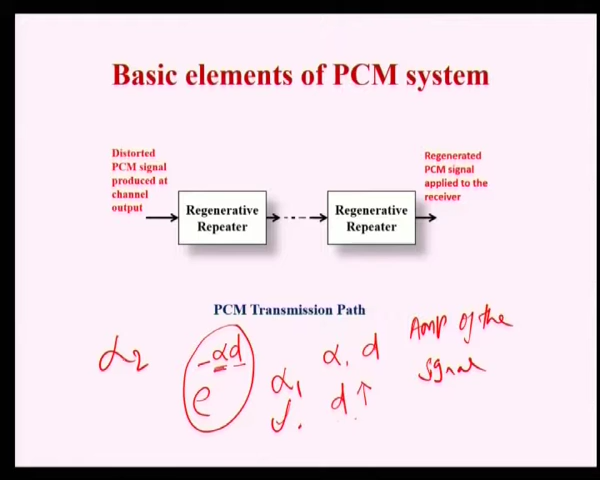 Basic elements of PCM system
Distorted
PCM signal
produced at
channel
output
Regenerative
Repeater
Regenerative
Repeater
Regenerated
PCM signal
applied to the
receiver
PCM Transmission Path
α2
e^-αd
α1
α, d
d↑
Amp of the
signal